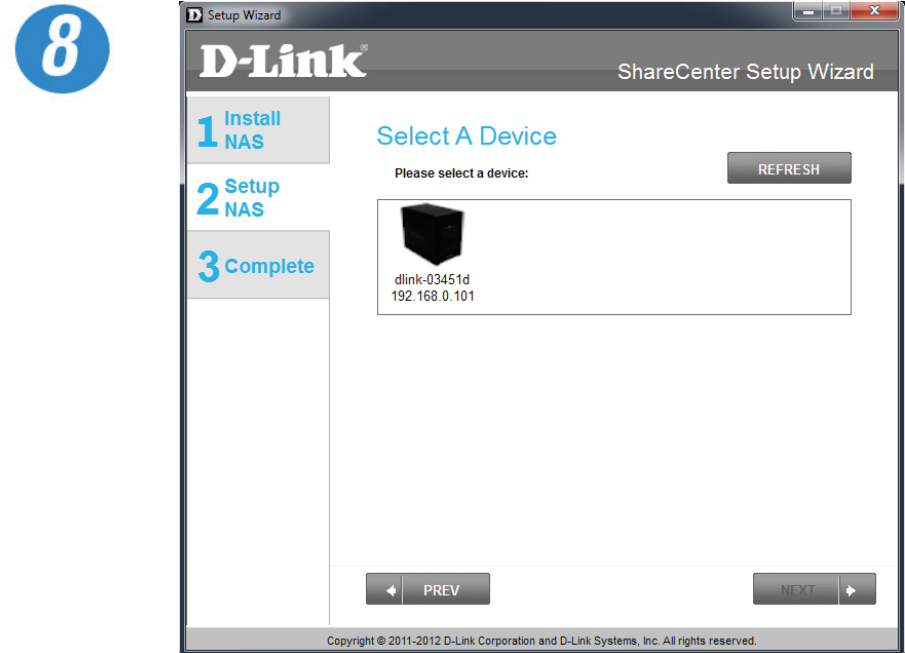 8
Setup Wizard
D-Link®
ShareCenter Setup Wizard
1 Install
NAS
2 Setup
NAS
3 Complete
Select A Device
Please select a device:
REFRESH
dlink-03451d
192.168.0.101
PREV
NEXT
Copyright © 2011-2012 D-Link Corporation and D-Link Systems, Inc. All rights reserved.